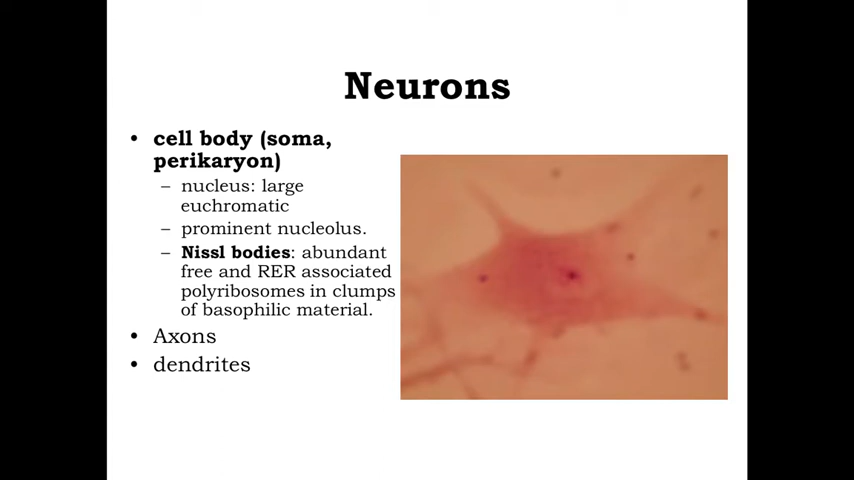 Neurons
• cell body (soma,
perikaryon)
– nucleus: large
euchromatic
– prominent nucleolus.
– Nissl bodies: abundant
free and RER associated
polyribosomes in clumps
of basophilic material.
• Axons
• dendrites